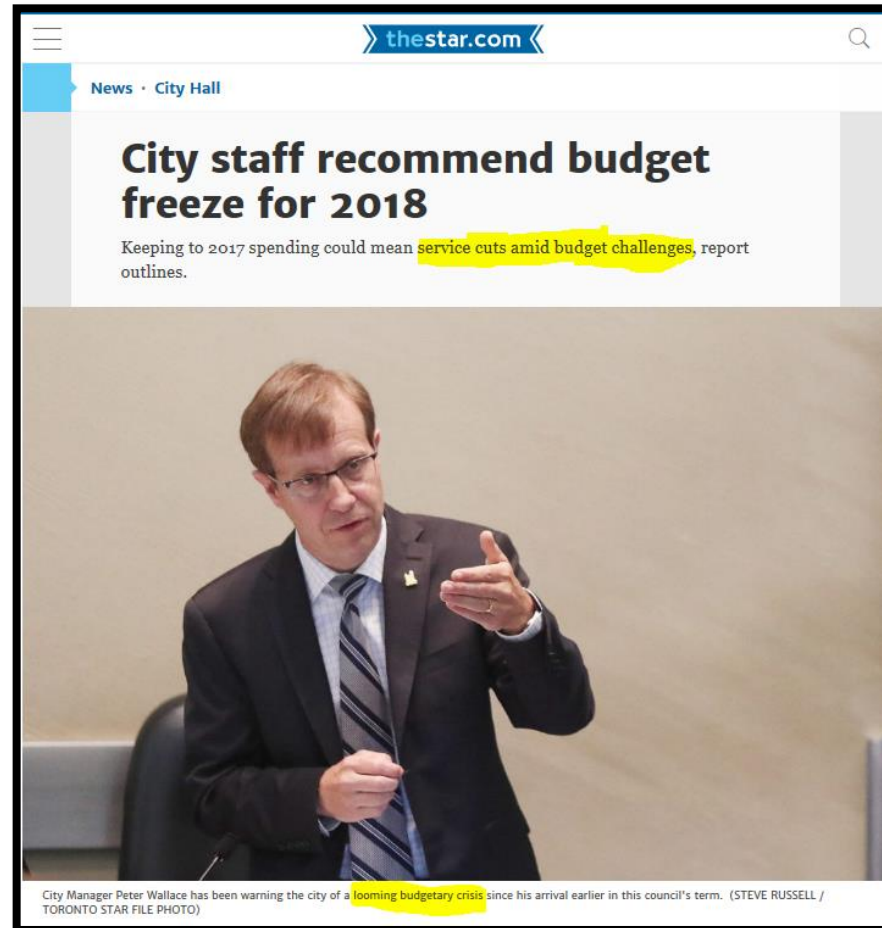 thestar.com
News · City Hall
City staff recommend budget
freeze for 2018
Keeping to 2017 spending could mean service cuts amid budget challenges, report
outlines.
City Manager Peter Wallace has been warning the city of a looming budgetary crisis since his arrival earlier in this council's term. (STEVE RUSSELL /
TORONTO STAR FILE PHOTO)